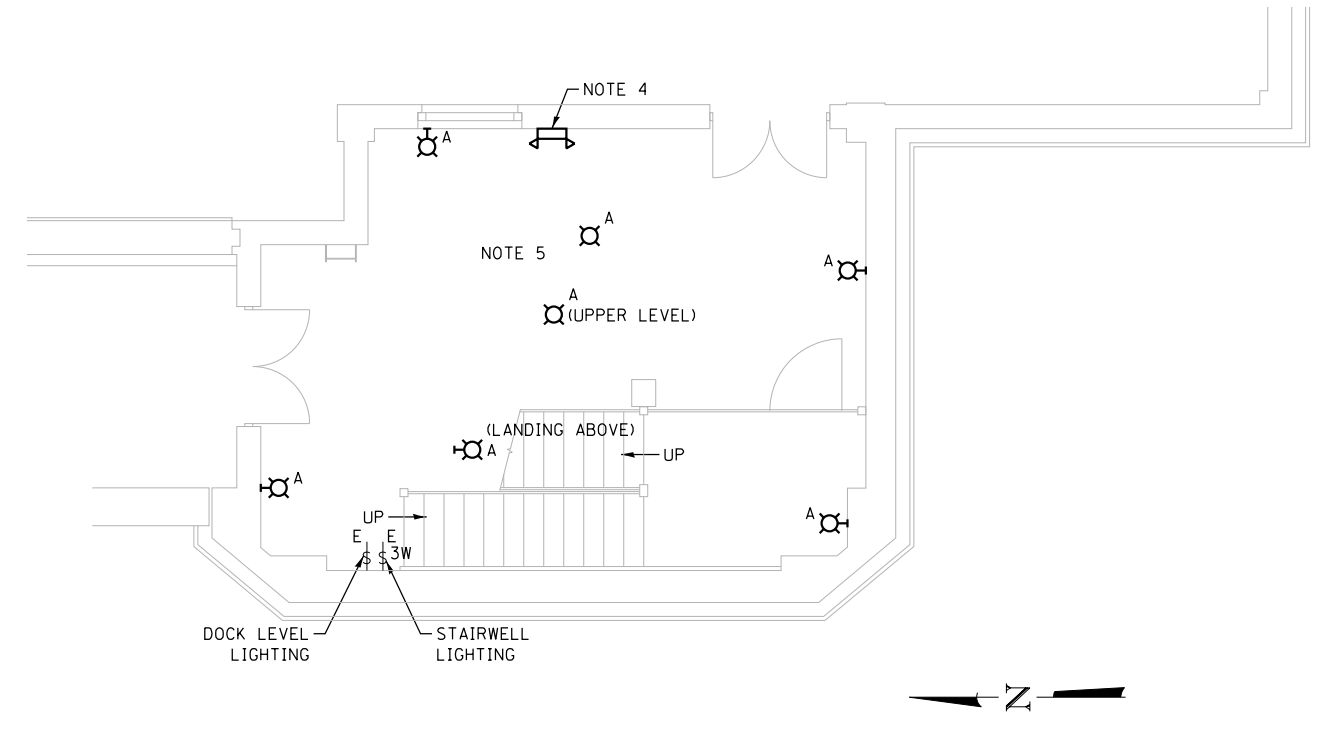 NOTE 4
A
A
NOTE 5
A
A
(UPPER LEVEL)
(LANDING ABOVE)
A
UP
A
A
UP
E E
S S 3W
DOCK LEVEL
LIGHTING
STAIRWELL
LIGHTING
N